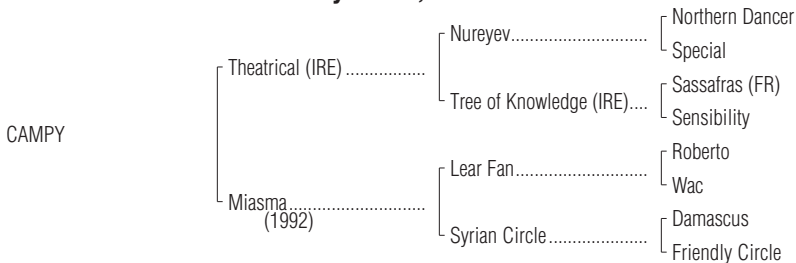 Northern Dancer
Nureyev
Special
Theatrical (IRE)
Sassafras (FR)
Tree of Knowledge (IRE)
Sensibility
CAMPY
Roberto
Lear Fan
Wac
Miasma
(1992)
Damascus
Syrian Circle
Friendly Circle